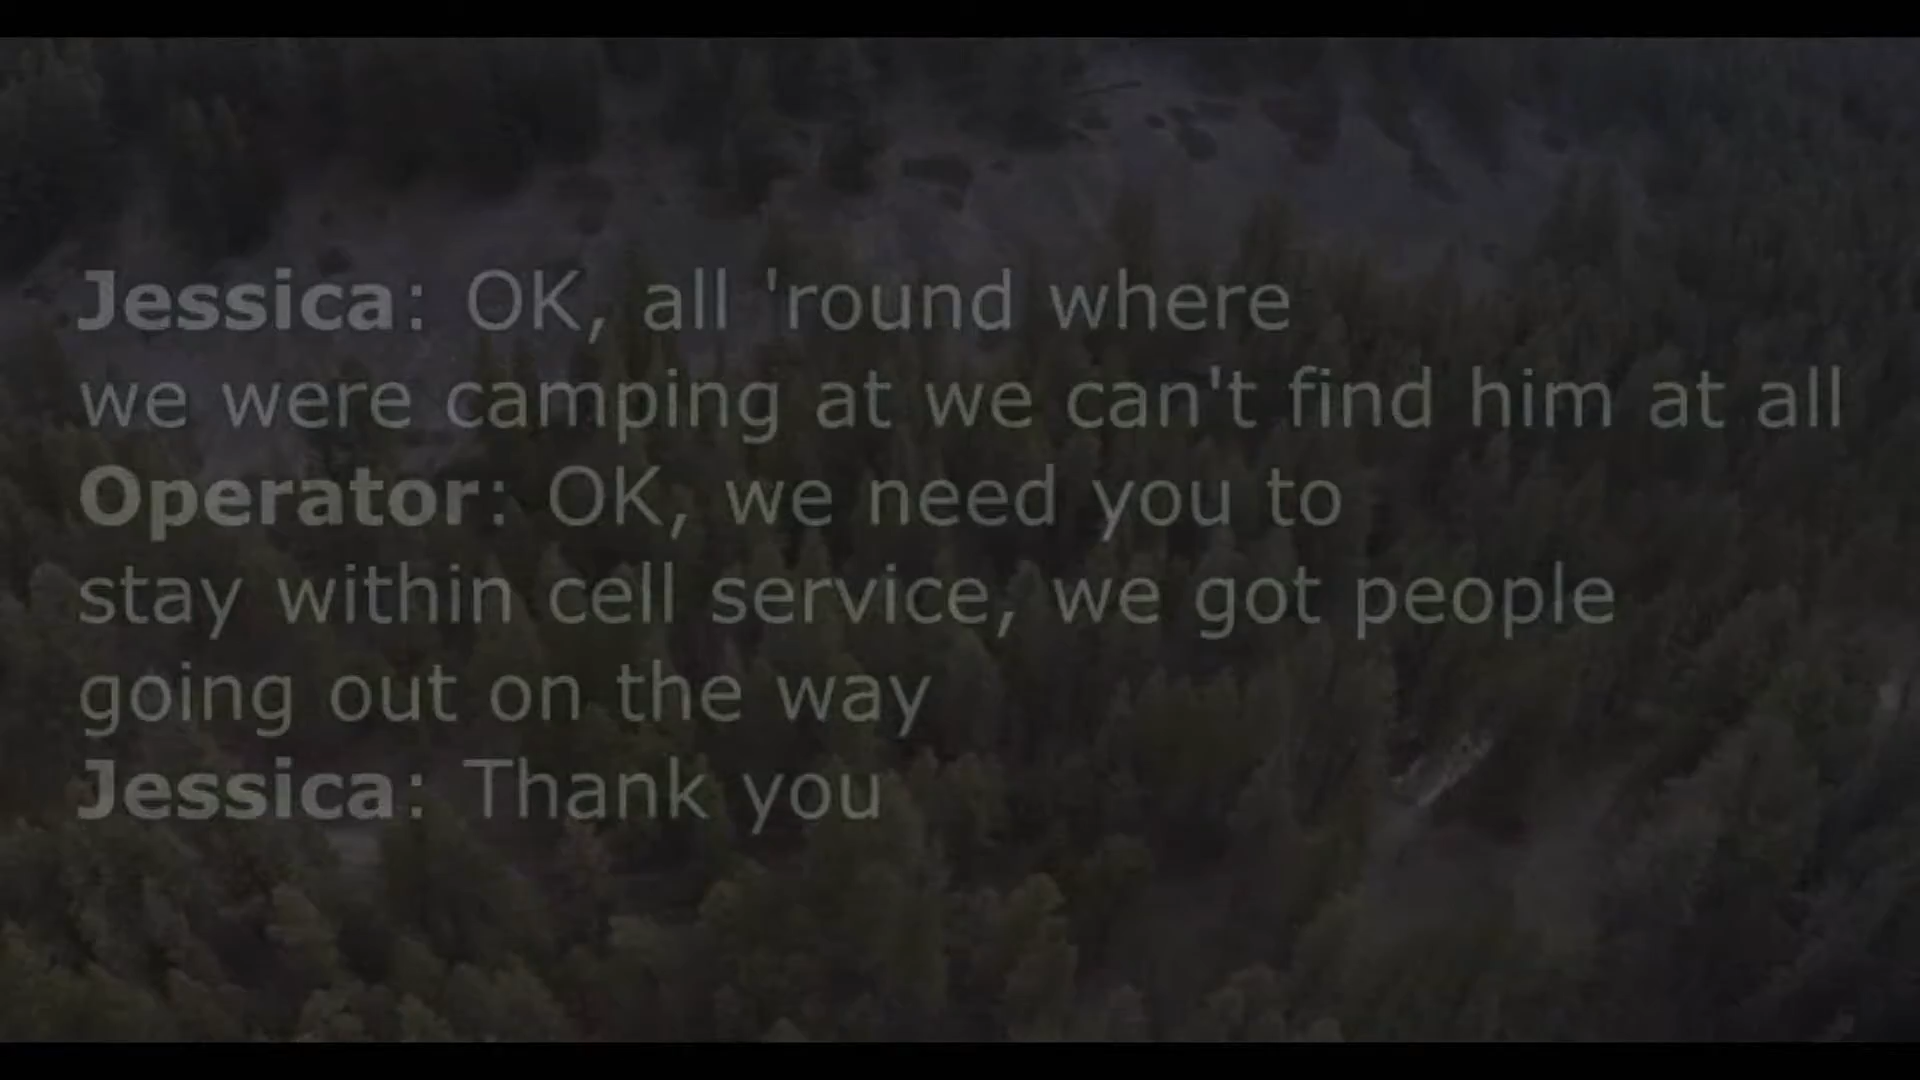 Jessica: OK, all 'round where
we were camping at we can't find him at all
Operator: OK, we need you to
stay within cell service, we got people
going out on the way
Jessica: Thank you